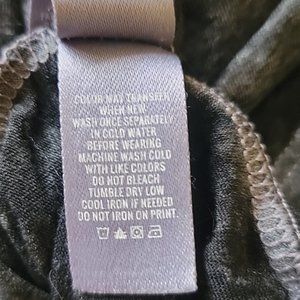 COLOR MAY TRANSFER
WHEN NEW
WASH ONCE SEPARATELY
IN COLD WATER
BEFORE WEARING
MACHINE WASH COLD
WITH LIKE COLORS
DO NOT BLEACH
TUMBLE DRY LOW
COOL IRON IF NEEDED
DO NOT IRON ON PRINT.